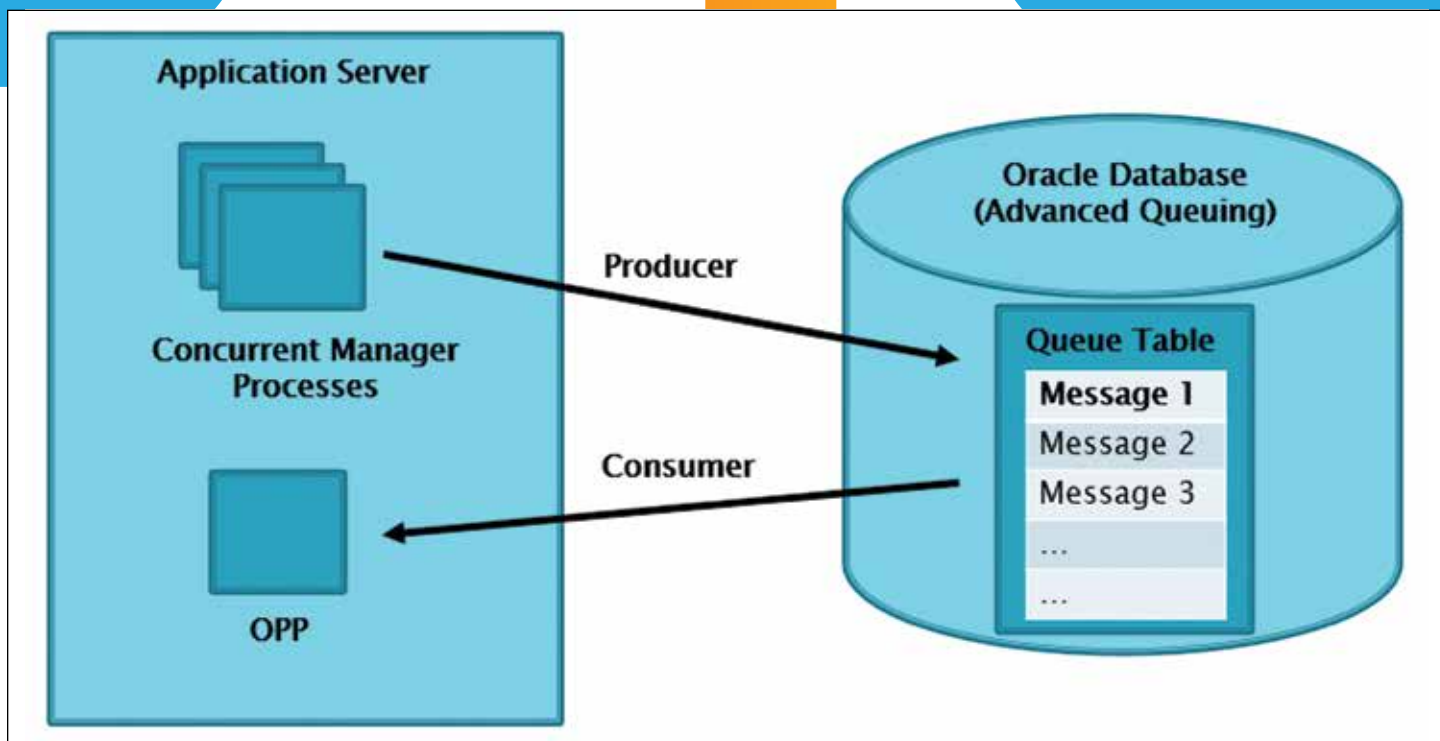 Application Server
Concurrent Manager
Processes
OPP
Producer
Consumer
Oracle Database
(Advanced Queuing)
Queue Table
Message 1
Message 2
Message 3
...
...